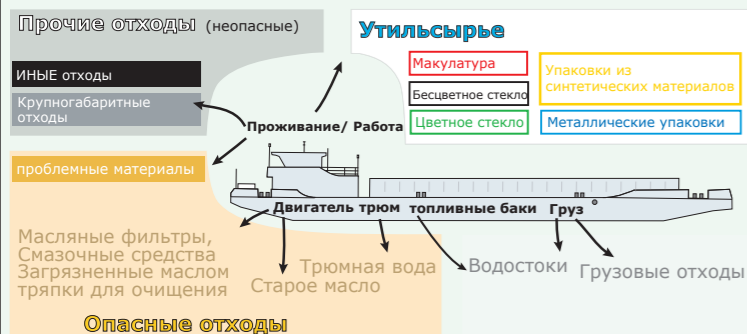 Прочие отходы (неопасные)
ИНЫЕ отходы
Крупногабаритные
отходы
Утильсырье
Макулатура
Бесцветное стекло
Цветное стекло
Упаковки из
синтетических материалов
Металлические упаковки
Проживание/ Работа
проблемные материалы
Двигатель трюм топливные баки Груз
Масляные фильтры,
Смазочные средства
Загрязненные маслом
тряпки для очищения
Старое масло
Трюмная вода
Водостоки
Грузовые отходы
Опасные отходы